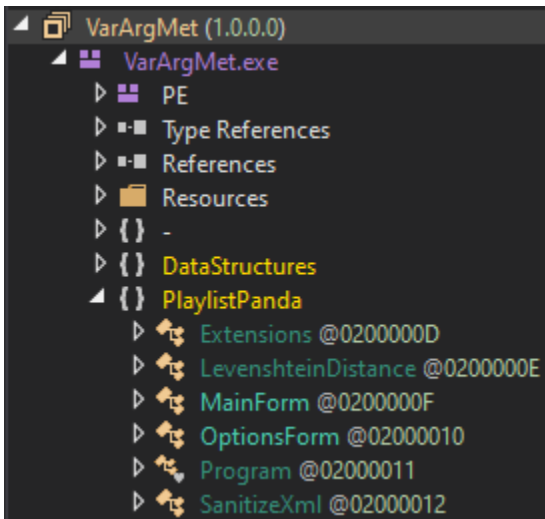 VarArgMet (1.0.0.0)
VarArgMet.exe
PE
Type References
References
Resources
{ } -
{ } DataStructures
{ } PlaylistPanda
Extensions @0200000D
LevenshteinDistance @0200000E
MainForm @0200000F
OptionsForm @02000010
Program @02000011
SanitizeXml @02000012